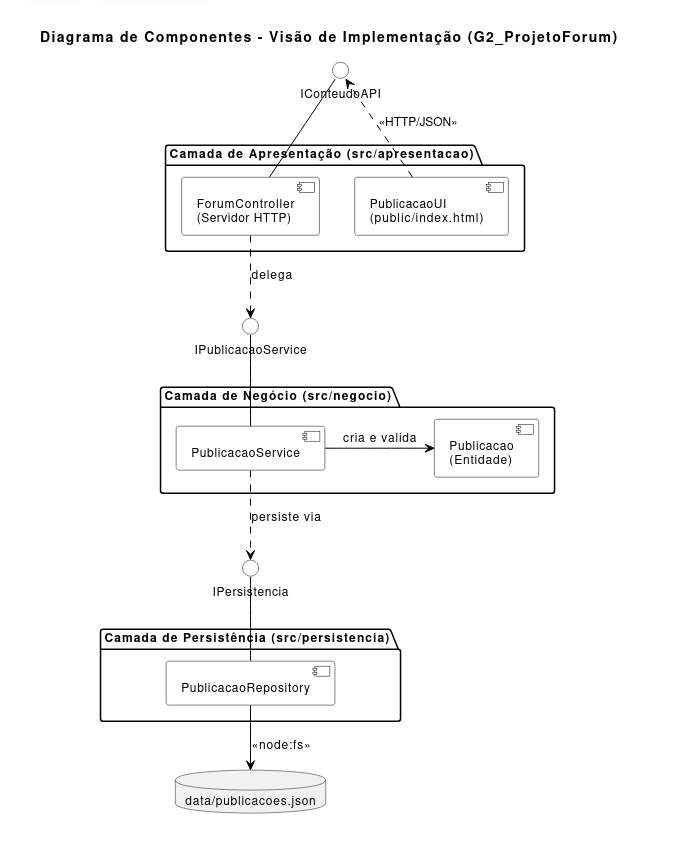 Diagrama de Componentes - Visão de Implementação (G2_ProjetoForum)
IConteudoAPI
«HTTP/JSON»
Camada de Apresentação (src/apresentacao)
ForumController
(Servidor HTTP)
PublicacaoUI
(public/index.html)
delega
IPublicacaoService
Camada de Negócio (src/negocio)
PublicacaoService
cria e valida
Publicacao
(Entidade)
persiste via
IPersistencia
Camada de Persistência (src/persistencia)
PublicacaoRepository
«node:fs»
data/publicacoes.json